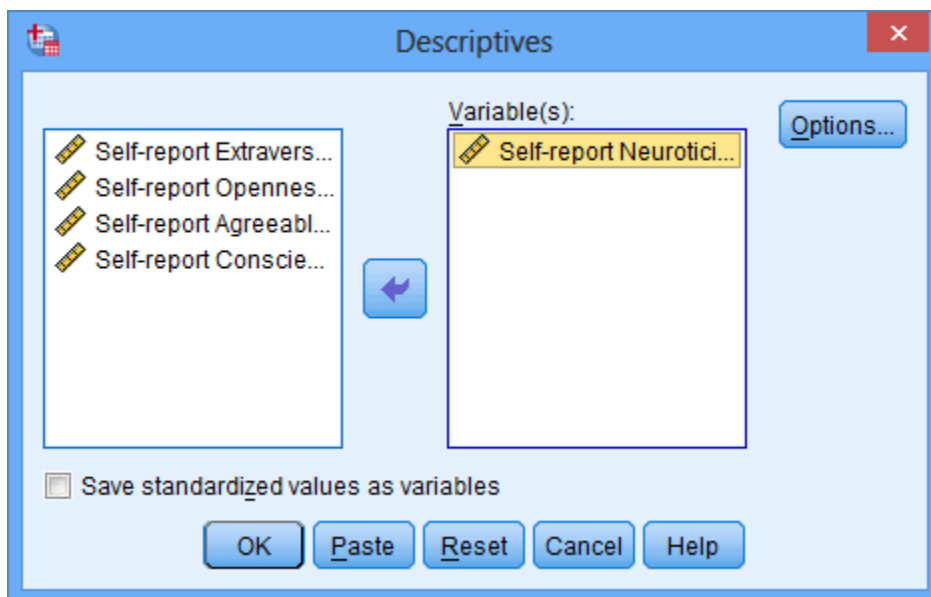 Descriptives
Variable(s):
Options...
Self-report Extravers...
Self-report Opennes...
Self-report Agreeabl...
Self-report Conscie...
Self-report Neurotici...
Save standardized values as variables
OK Paste Reset Cancel Help